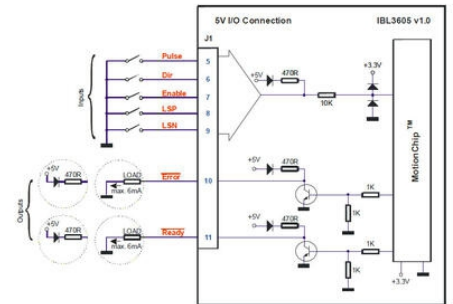 5V I/O Connection
IBL3605 v1.0
J1
Pulse
5
Dir
6
Enable
7
LSP
8
LSN
9
Inputs
+5V
470R
10K
+3.3V
MotionChip™
+5V
470R
LOAD
max. 6mA
Error
10
+5V
470R
1K
1K
Outputs
+5V
470R
LOAD
max. 6mA
Ready
11
+5V
470R
1K
1K
+3.3V